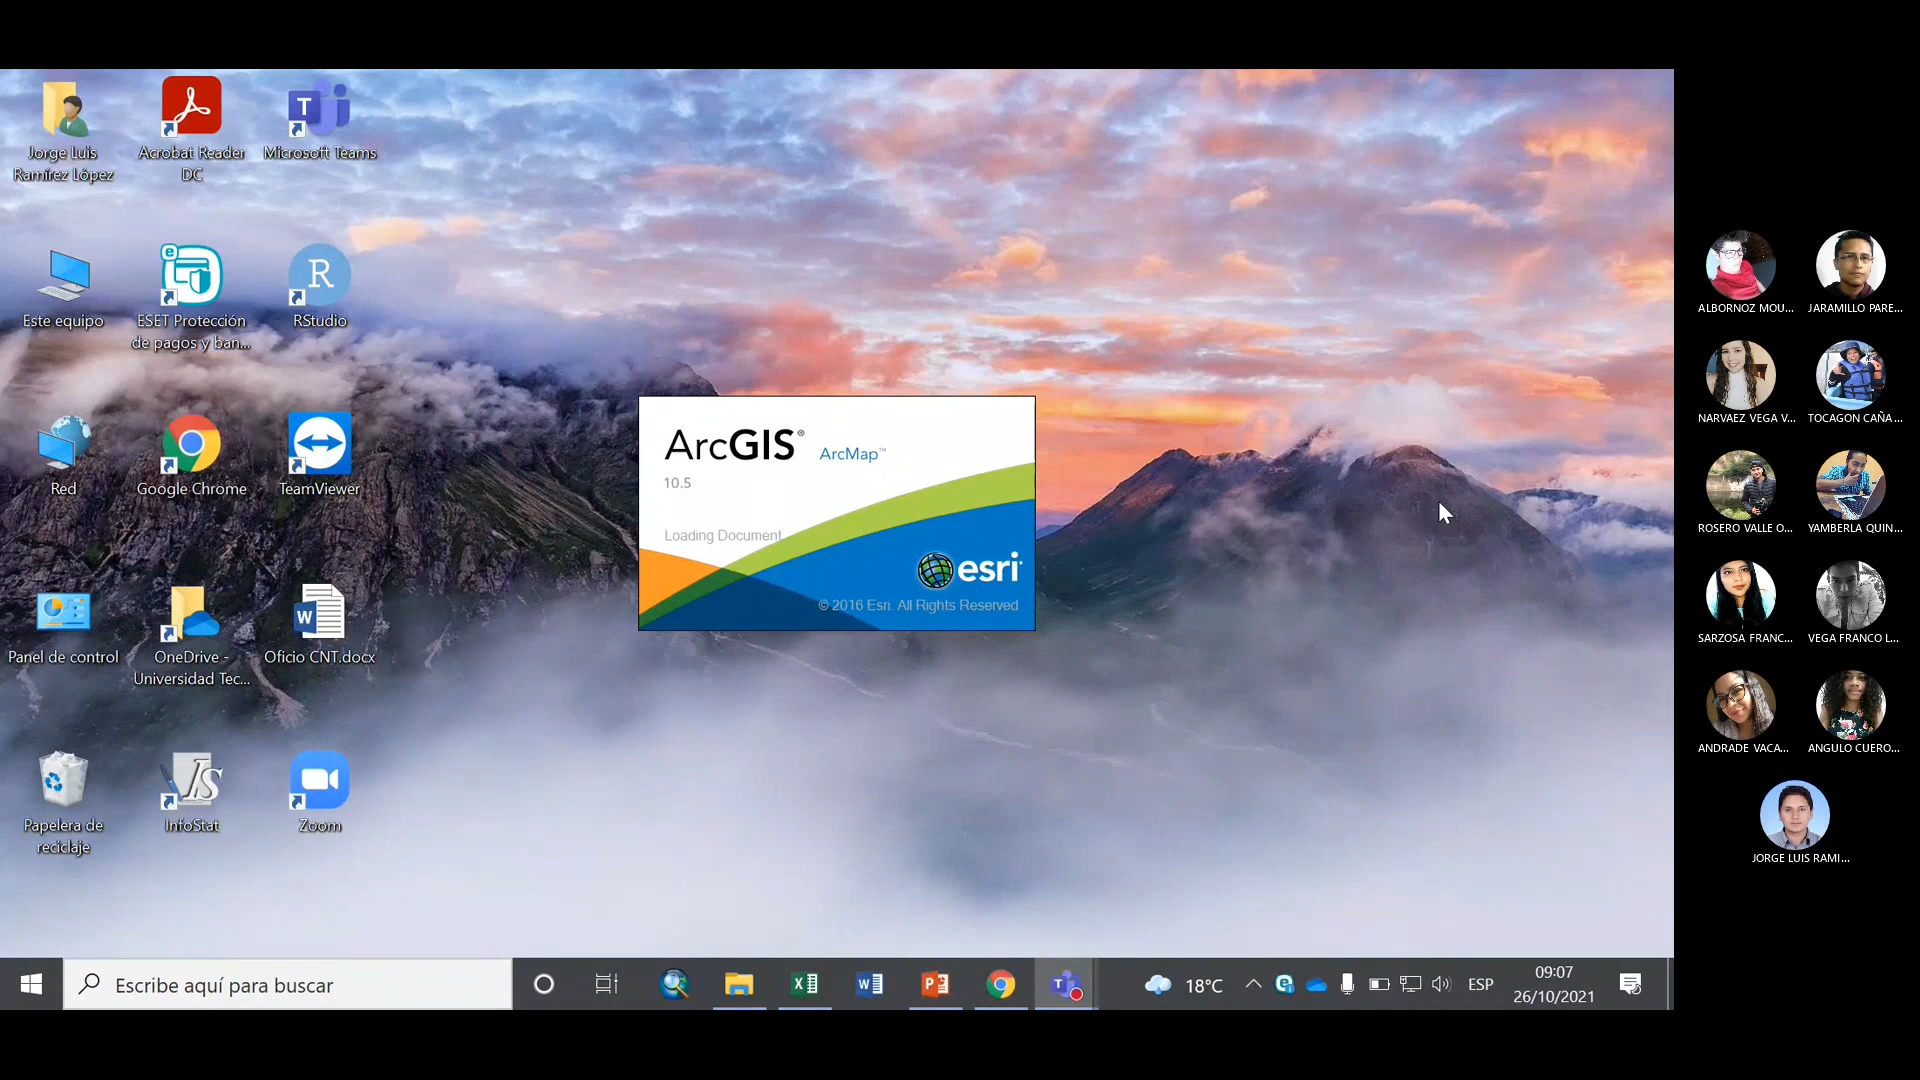 Jorge Luis
Ramírez López
Acrobat Reader
DC
Microsoft Teams
Este equipo
ESET Protección
de pagos y ban...
RStudio
Red
Google Chrome
TeamViewer
Panel de control
OneDrive -
Universidad Tec...
Oficio CNT.docx
Papelera de
reciclaje
InfoStat
Zoom
ArcGIS® ArcMap™
10.5
Loading Document
esri
© 2016 Esri. All Rights Reserved
ALBORNOZ MOU...
JARAMILLO PARE...
NARVAEZ VEGA V...
TOCAGON CAÑA ...
ROSERO VALLE O...
YAMBERLA QUIN...
SARZOSA FRANC...
VEGA FRANCO L...
ANDRADE VACA...
ANGULO CUERO...
JORGE LUIS RAMI...
Escribe aquí para buscar
18°C
ESP
09:07
26/10/2021